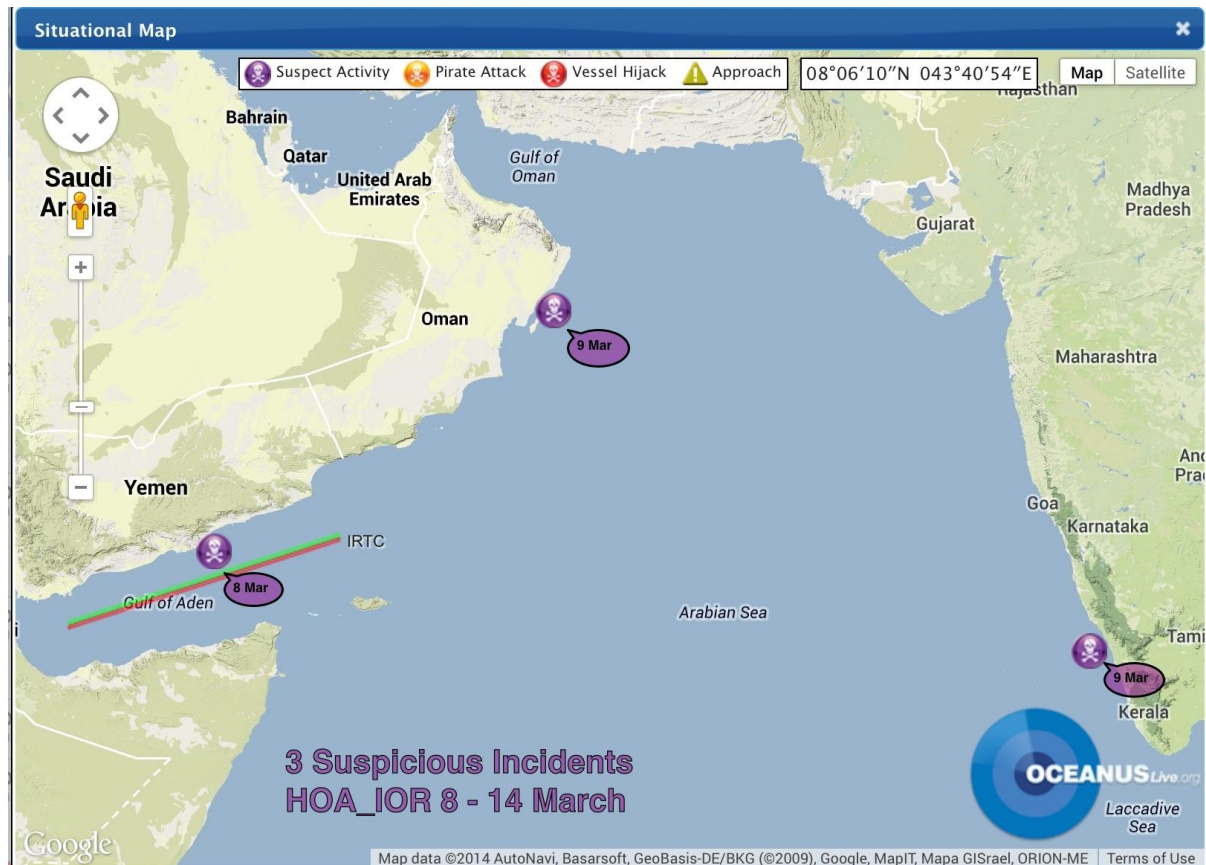 Situational Map
Suspect Activity
Pirate Attack
Vessel Hijack
Approach
08°06′10″N 043°40′54″E
Map
Satellite
Rajasthan
Bahrain
Qatar
Gulf of
Oman
Saudi
Arabia
United Arab
Emirates
Madhya
Pradesh
Gujarat
Oman
9 Mar
Maharashtra
Yemen
Goa
Karnataka
IRTC
8 Mar
Gulf of Aden
Arabian Sea
Tami
9 Mar
Kerala
3 Suspicious Incidents
HOA_IOR 8 - 14 March
OCEANUSLive.org
Laccadive
Sea
Google
Map data ©2014 AutoNavi, Basarsoft, GeoBasis-DE/BKG (©2009), Google, MapIT, Mapa GISrael, ORION-ME
Terms of Use